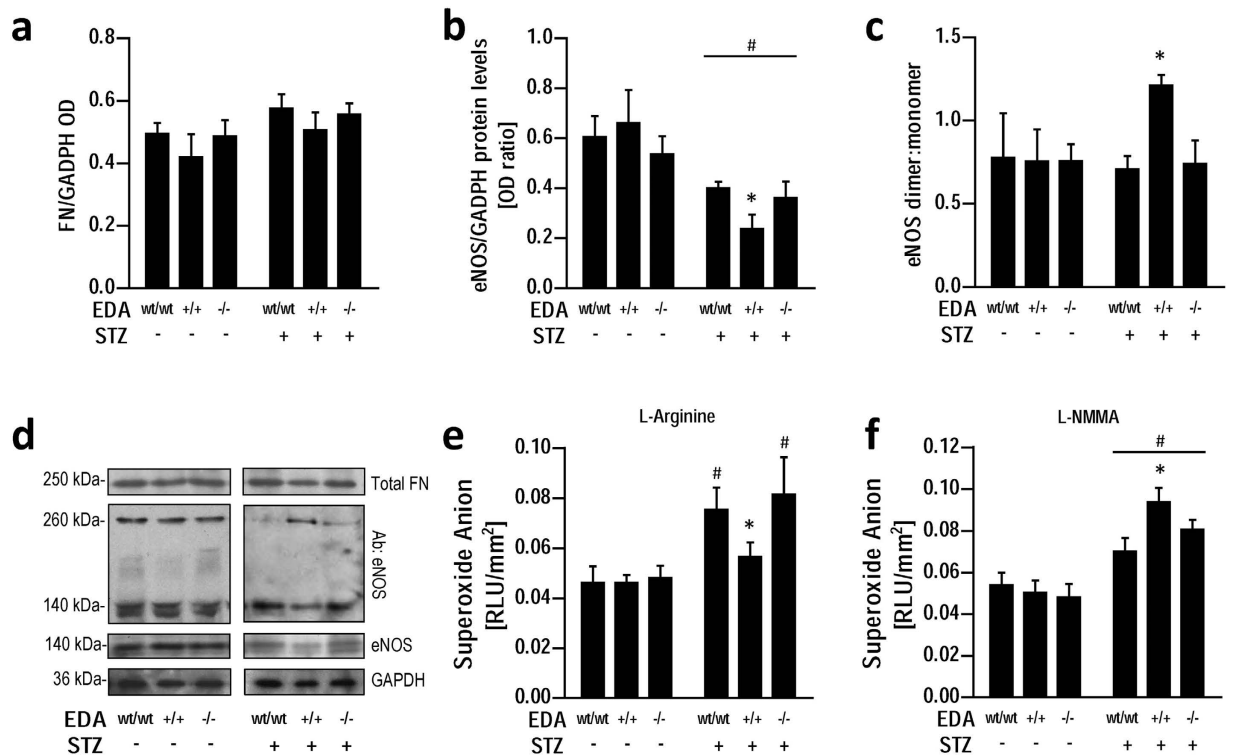 a
FN/GADPH OD
0.8
0.6
0.4
0.2
0.0
EDA wt/wt +/+ -/- wt/wt +/+ -/-
STZ - - - + + +
b
eNOS/GADPH protein levels
[OD ratio]
1.0
0.8
0.6
0.4
0.2
0.0
#
*
EDA wt/wt +/+ -/- wt/wt +/+ -/-
STZ - - - + + +
c
eNOS dimer:monomer
1.5
1.0
0.5
0.0
*
EDA wt/wt +/+ -/- wt/wt +/+ -/-
STZ - - - + + +
d
250 kDa- Total FN
260 kDa-
Ab: eNOS
140 kDa-
140 kDa- eNOS
36 kDa- GAPDH
EDA wt/wt +/+ -/- wt/wt +/+ -/-
STZ - - - + + +
e
L-Arginine
Superoxide Anion
[RLU/mm²]
0.10
0.08
0.06
0.04
0.02
0.00
# * #
EDA wt/wt +/+ -/- wt/wt +/+ -/-
STZ - - - + + +
f
L-NMMA
Superoxide Anion
[RLU/mm²]
0.12
0.10
0.08
0.06
0.04
0.02
0.00
#
*
EDA wt/wt +/+ -/- wt/wt +/+ -/-
STZ - - - + + +